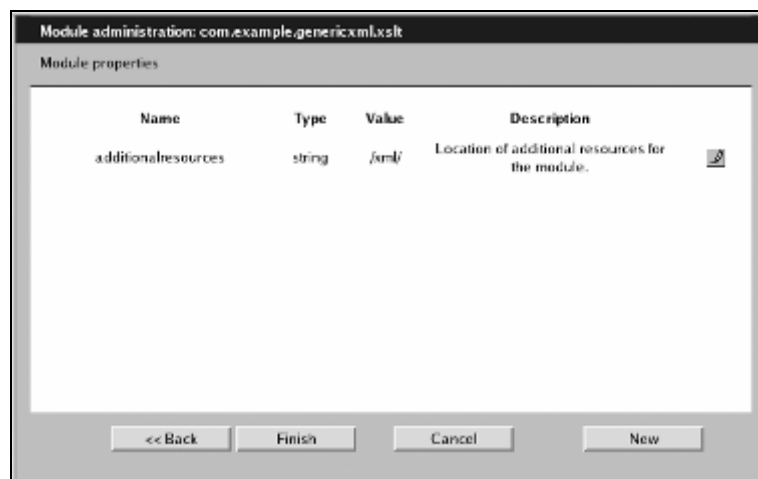 Module administration: com.example.genericxml.xslt
Module properties
Name Type Value Description
additionalresources string /xml/ Location of additional resources for
the module.
<< Back Finish Cancel New